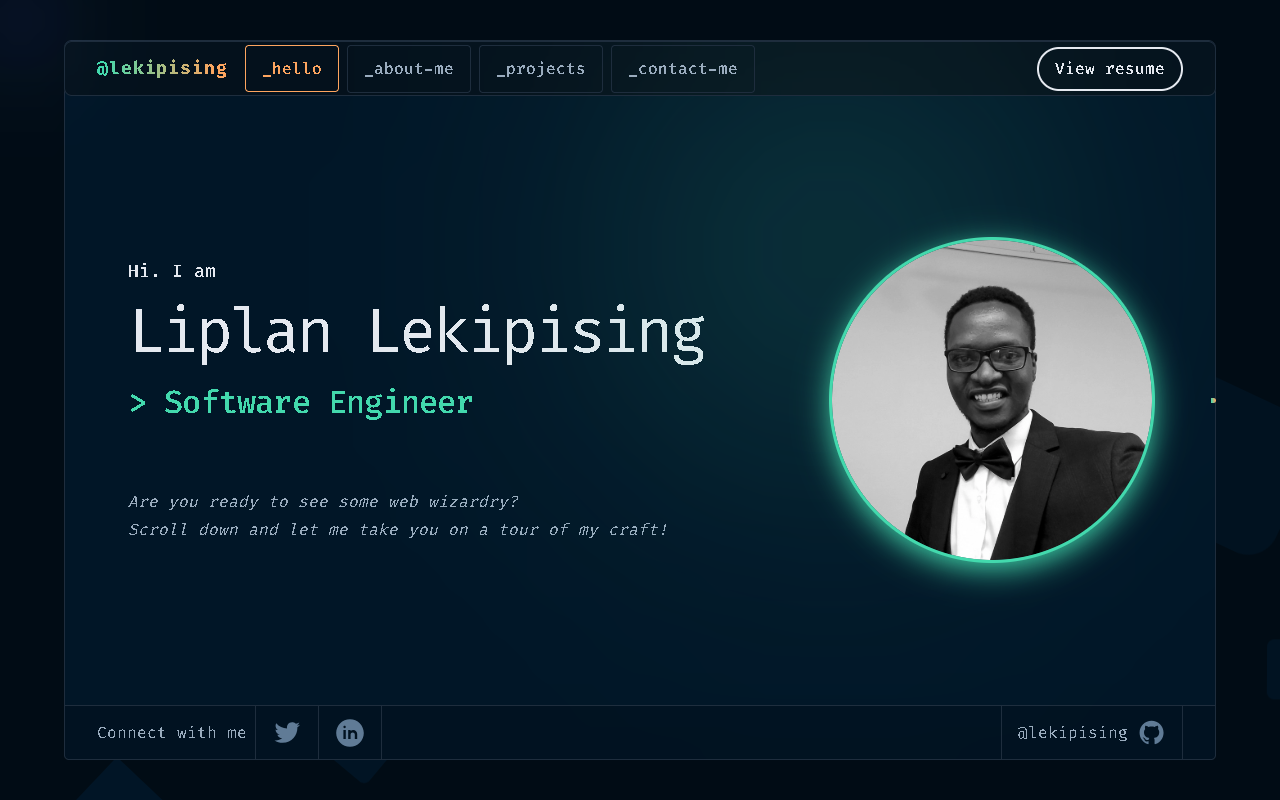 @lekipising
_hello
_about-me
_projects
_contact-me
View resume
Hi. I am
Liplan Lekipising
> Software Engineer
Are you ready to see some web wizardry?
Scroll down and let me take you on a tour of my craft!
Connect with me
in
@lekipising